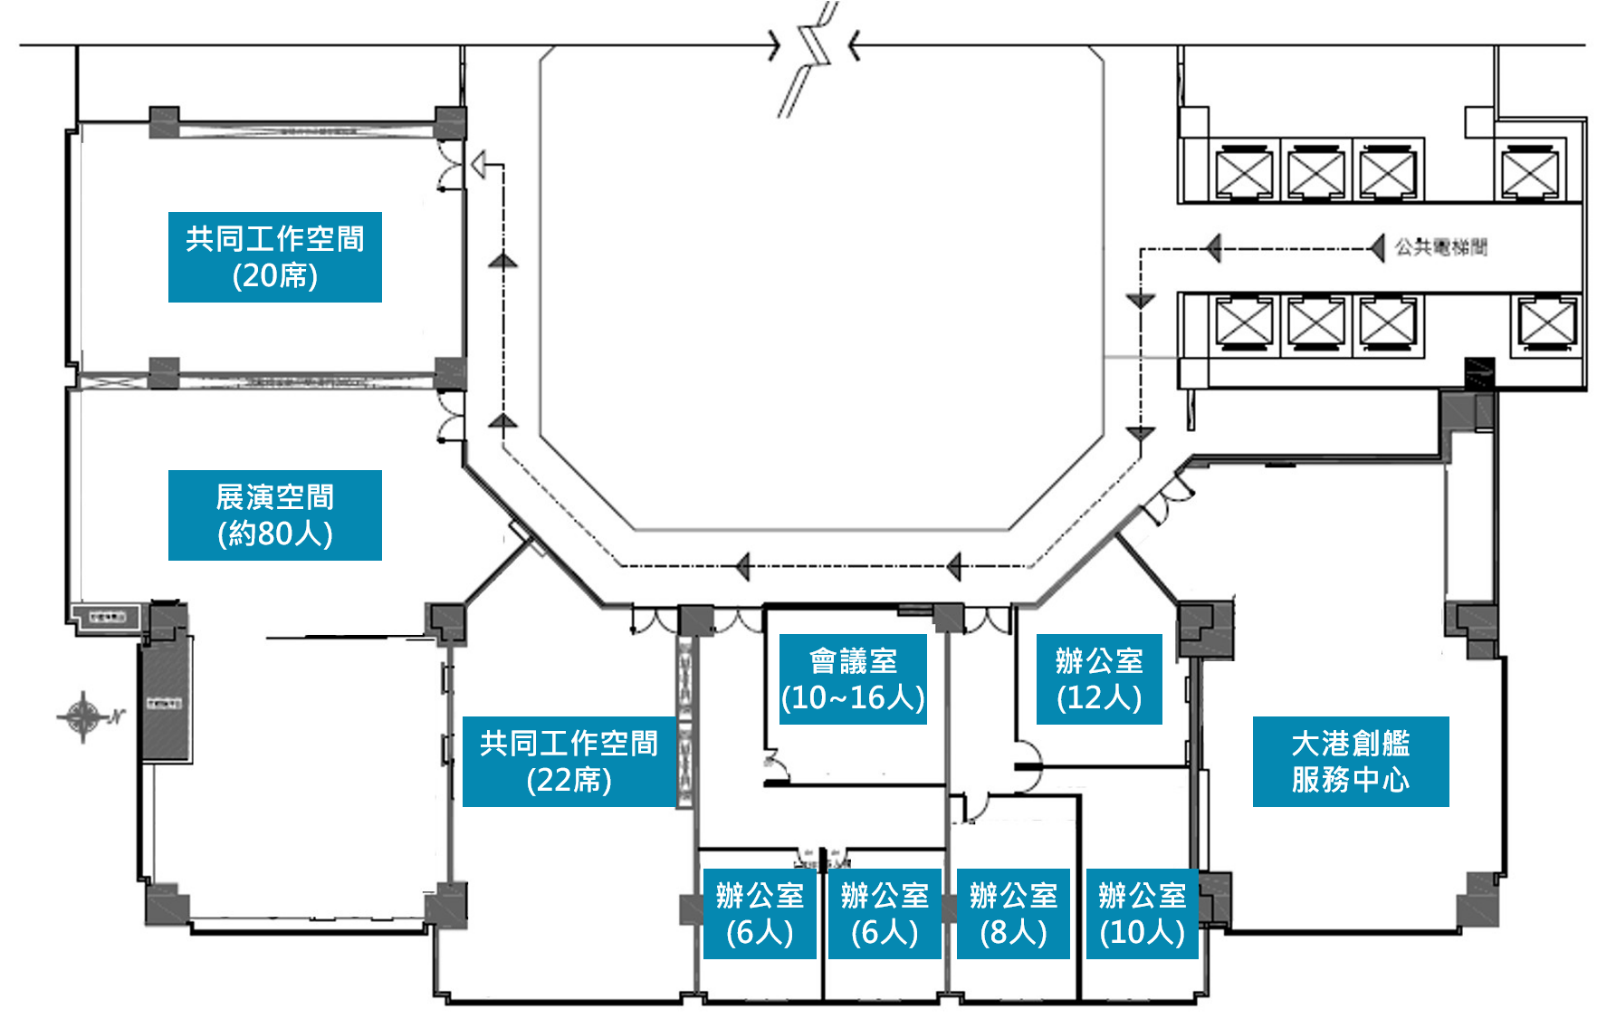 公共電梯間
共同工作空間
(20席)
展演空間
(約80人)
會議室
(10~16人)
辦公室
(12人)
共同工作空間
(22席)
大港創艦
服務中心
辦公室
(6人)
辦公室
(6人)
辦公室
(8人)
辦公室
(10人)
N